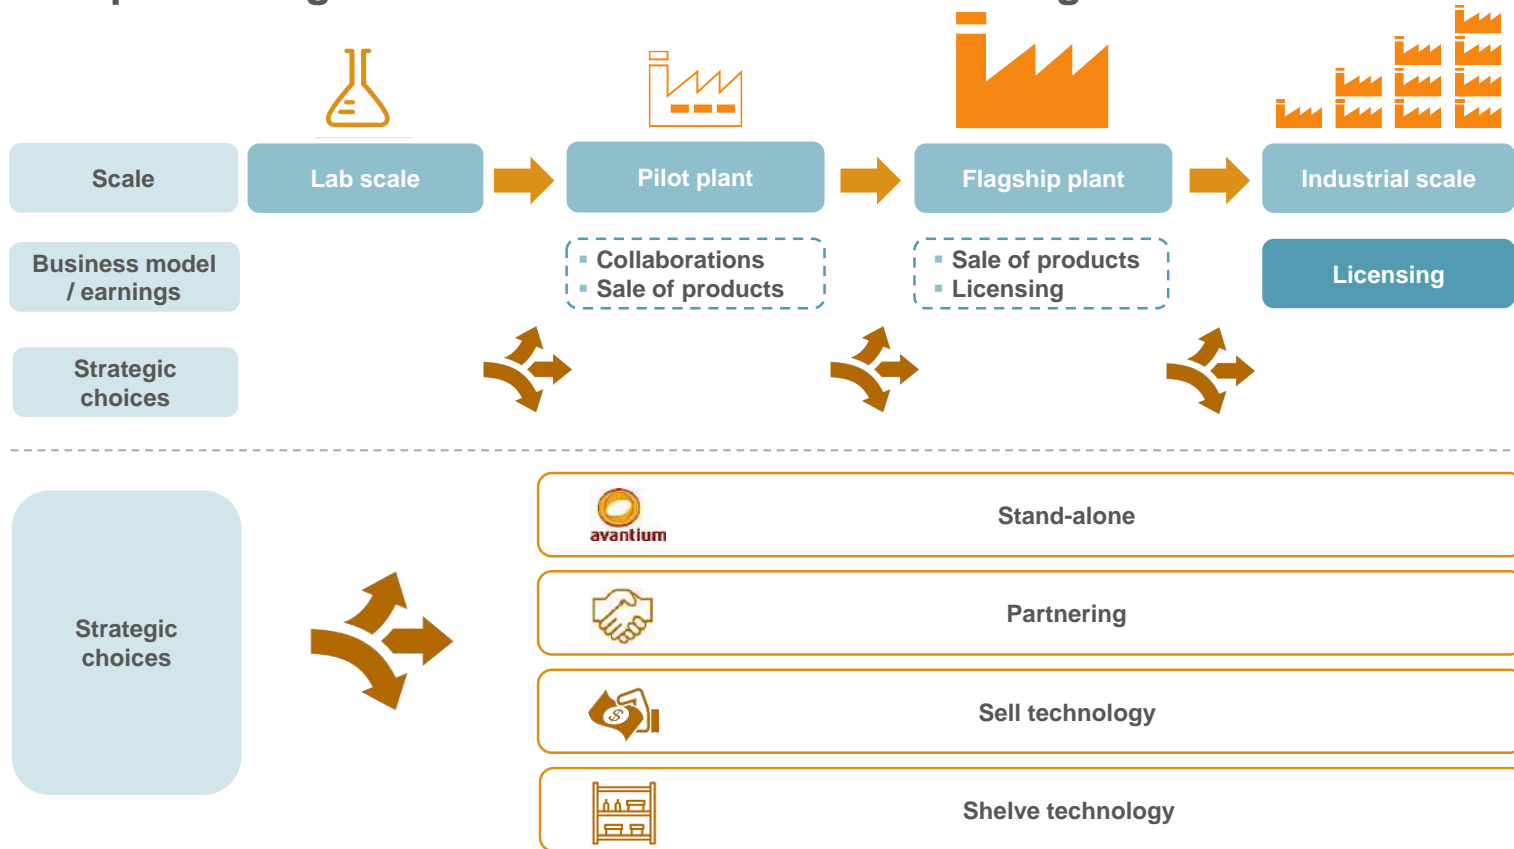 Scale
Lab scale
Pilot plant
Flagship plant
Industrial scale
Business model
/ earnings
Collaborations
Sale of products
Sale of products
Licensing
Licensing
Strategic
choices
Strategic
choices
avantium
Stand-alone
Partnering
$
Sell technology
Shelve technology